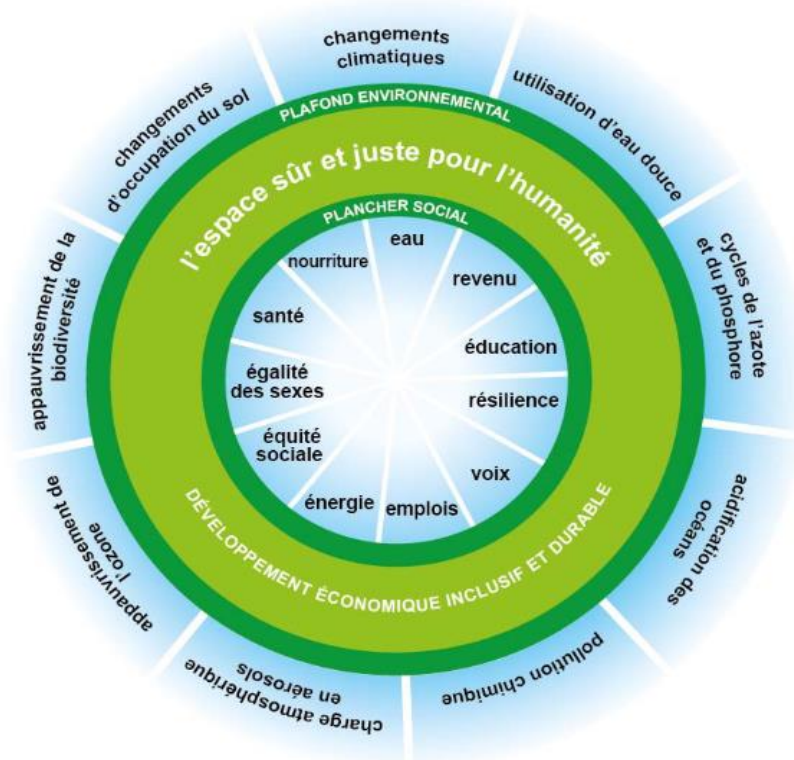 changements
climatiques
utilisation d'eau douce
cycles de l'azote
et du phosphore
acidification des
océans
pollution chimique
charge atmosphérique
en aérosols
appauvrissement de
l'ozone
appauvrissement de la
biodiversité
changements
d'occupation du sol
PLAFOND ENVIRONNEMENTAL
l'espace sûr et juste pour l'humanité
PLANCHER SOCIAL
eau
revenu
éducation
résilience
voix
emplois
énergie
équité
sociale
égalité
des sexes
santé
nourriture
DÉVELOPPEMENT ÉCONOMIQUE INCLUSIF ET DURABLE